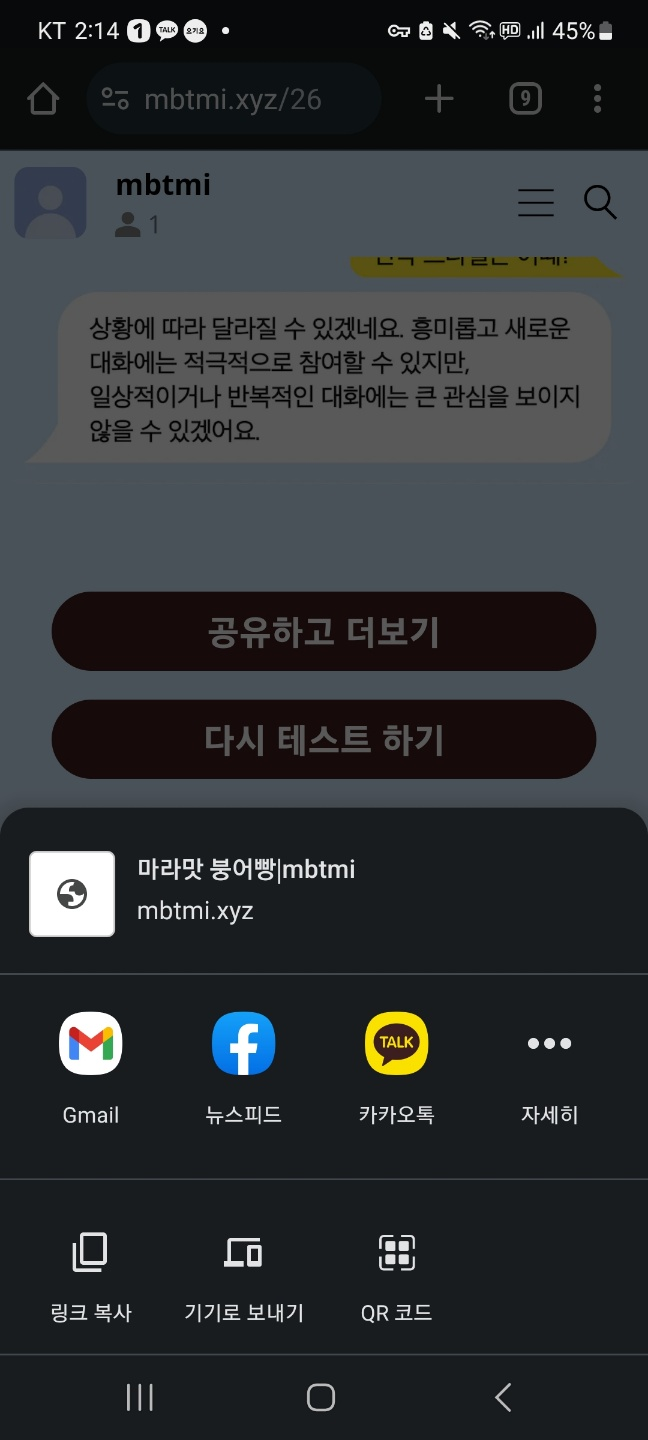 KT 2:14 1 TALK 요기요 HD 45%
mbtmi.xyz/26 9
mbtmi
1
상황에 따라 달라질 수 있겠네요. 흥미롭고 새로운
대화에는 적극적으로 참여할 수 있지만,
일상적이거나 반복적인 대화에는 큰 관심을 보이지
않을 수 있겠어요.
공유하고 더보기
다시 테스트 하기
마라맛 붕어빵|mbtmi
mbtmi.xyz
TALK
Gmail 뉴스피드 카카오톡 자세히
링크 복사 기기로 보내기 QR 코드